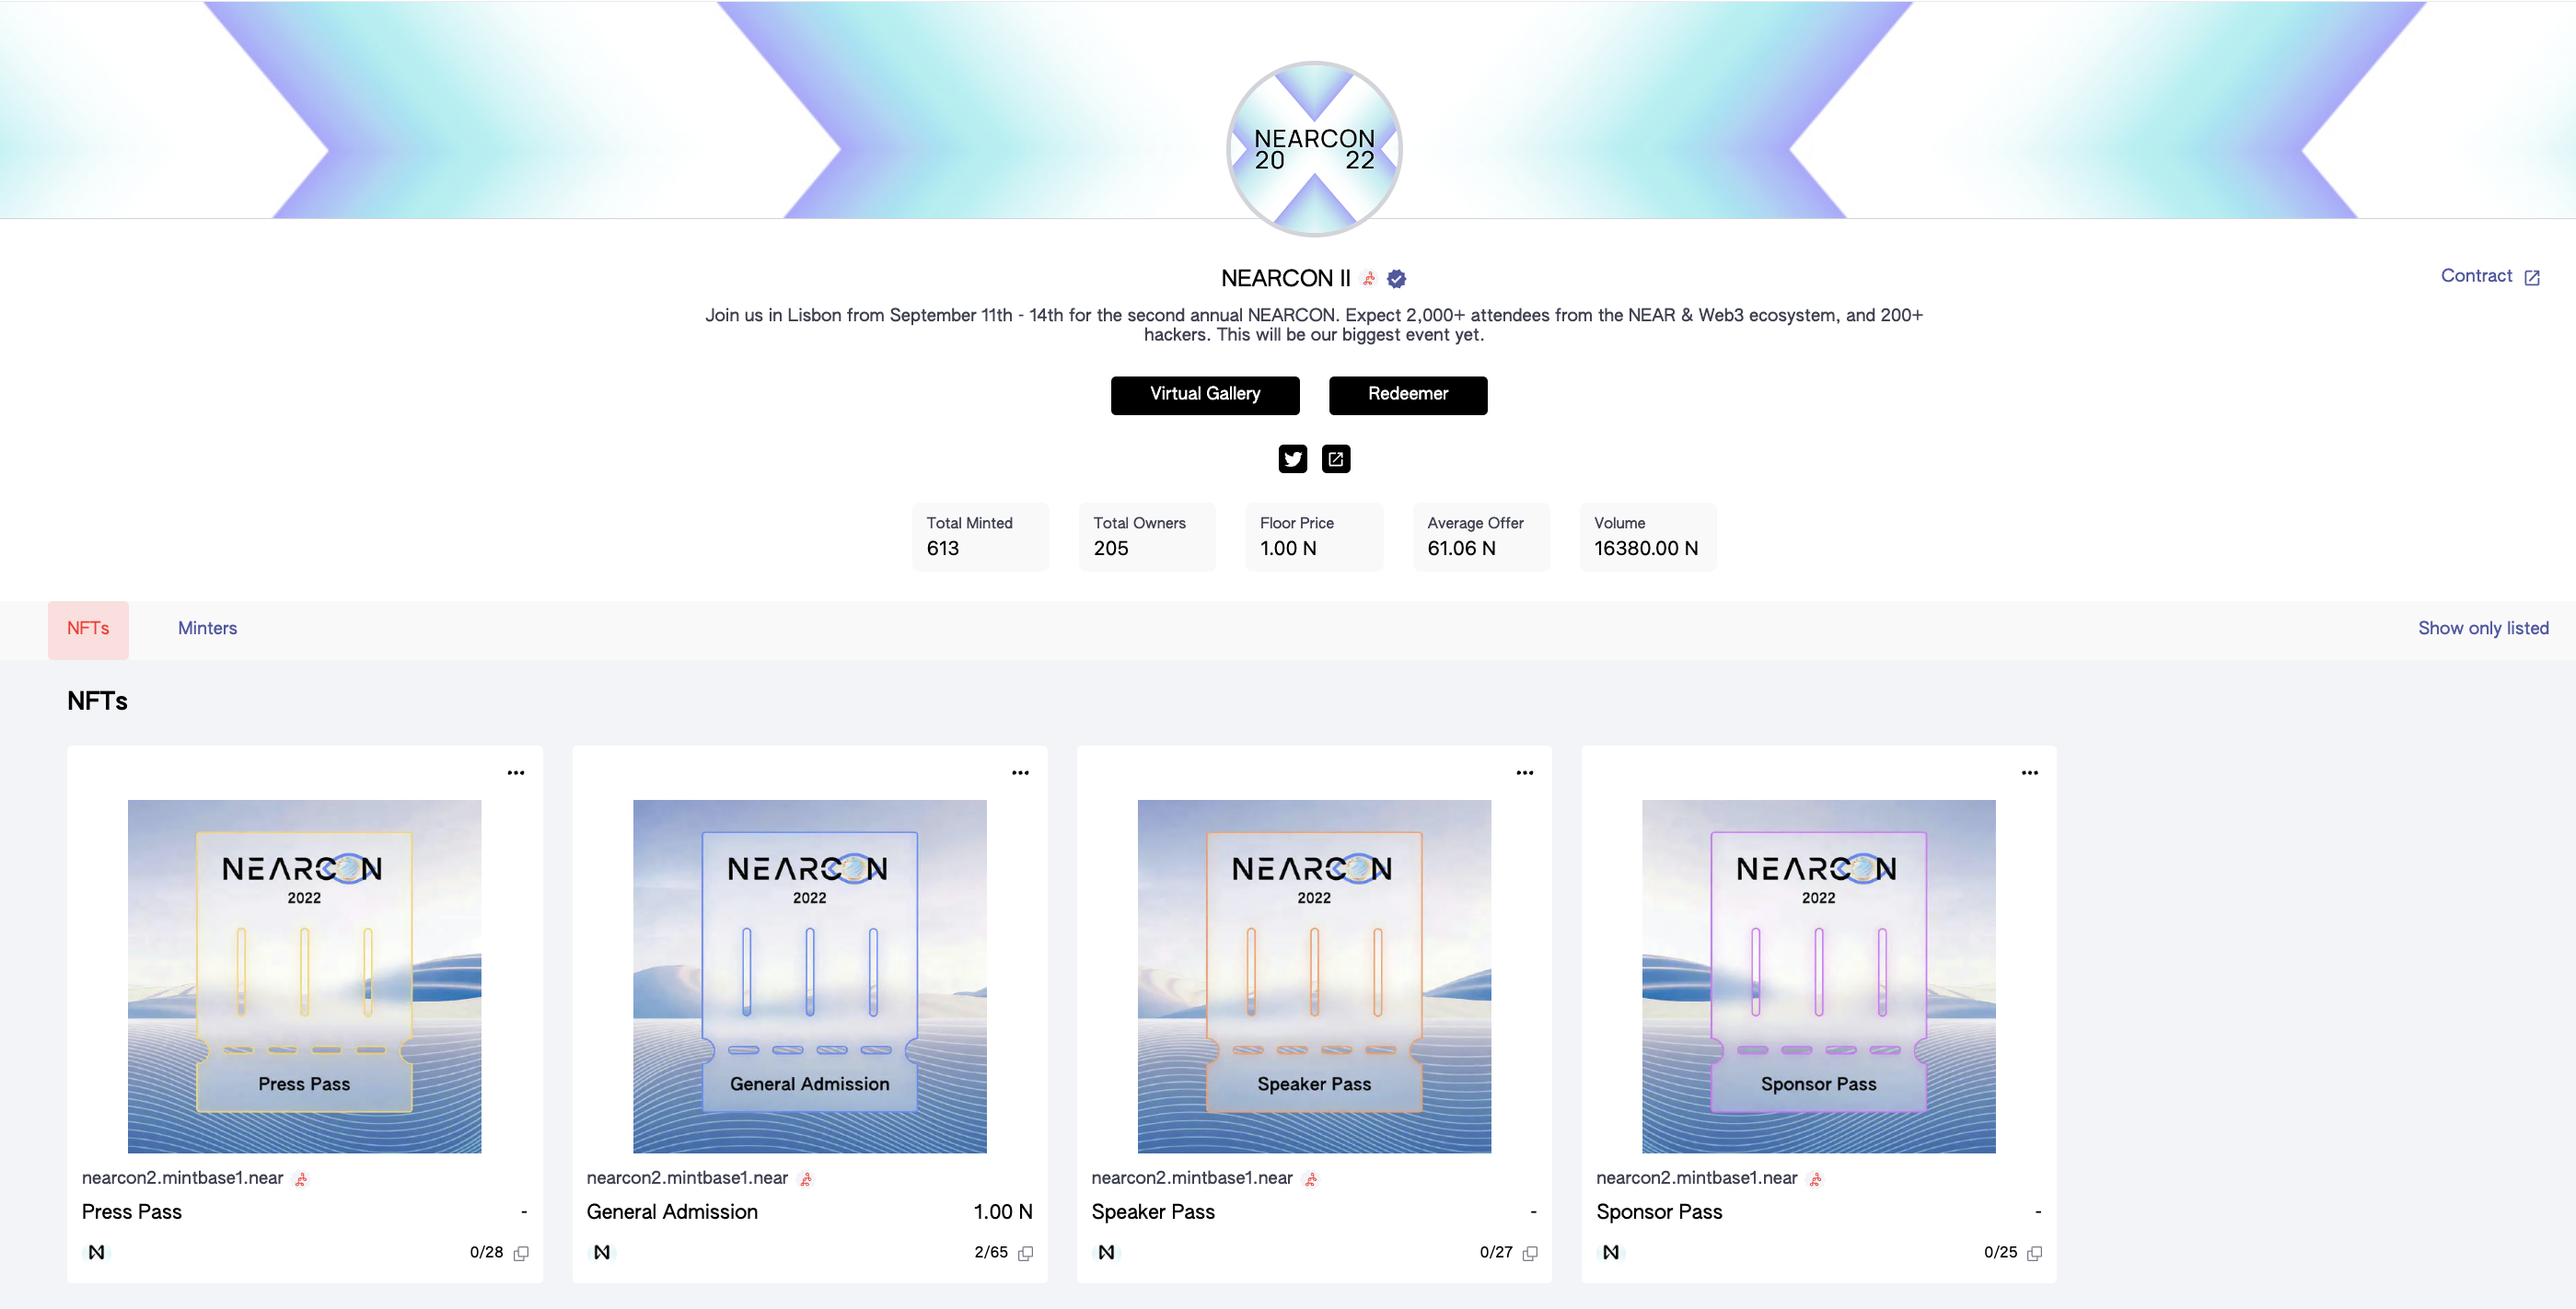 NEARCON
20 22
NEARCON II
Contract
Join us in Lisbon from September 11th - 14th for the second annual NEARCON. Expect 2,000+ attendees from the NEAR & Web3 ecosystem, and 200+
hackers. This will be our biggest event yet.
Virtual Gallery Redeemer
Total Minted Total Owners Floor Price Average Offer Volume
613 205 1.00 N 61.06 N 16380.00 N
NFTs Minters Show only listed
NFTs
NEARCON
2022
Press Pass
nearcon2.mintbase1.near
Press Pass -
0/28
NEARCON
2022
General Admission
nearcon2.mintbase1.near
General Admission 1.00 N
2/65
NEARCON
2022
Speaker Pass
nearcon2.mintbase1.near
Speaker Pass -
0/27
NEARCON
2022
Sponsor Pass
nearcon2.mintbase1.near
Sponsor Pass -
0/25